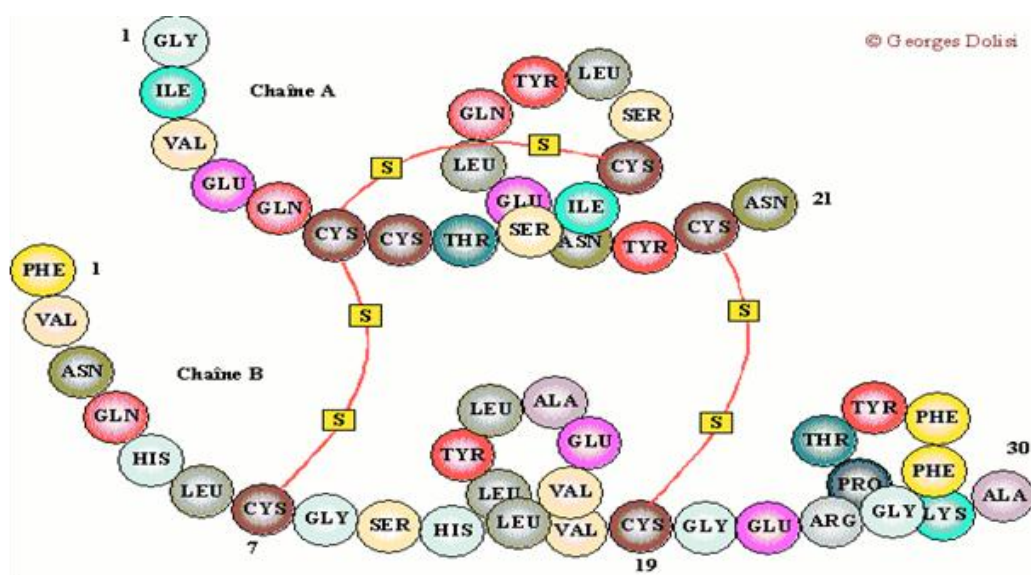 © Georges Dolisi
Chaîne A
1
GLY
ILE
VAL
GLU
GLN
CYS
CYS
THR
SER
ILE
CYS
SER
LEU
TYR
GLN
LEU
GLU
ASN
TYR
CYS
ASN
21
S
S
S
S
S
S
Chaîne B
1
PHE
VAL
ASN
GLN
HIS
LEU
CYS
7
GLY
SER
HIS
LEU
VAL
GLU
ALA
LEU
TYR
LEU
VAL
CYS
19
GLY
GLU
ARG
GLY
PHE
PHE
TYR
THR
PRO
LYS
ALA
30